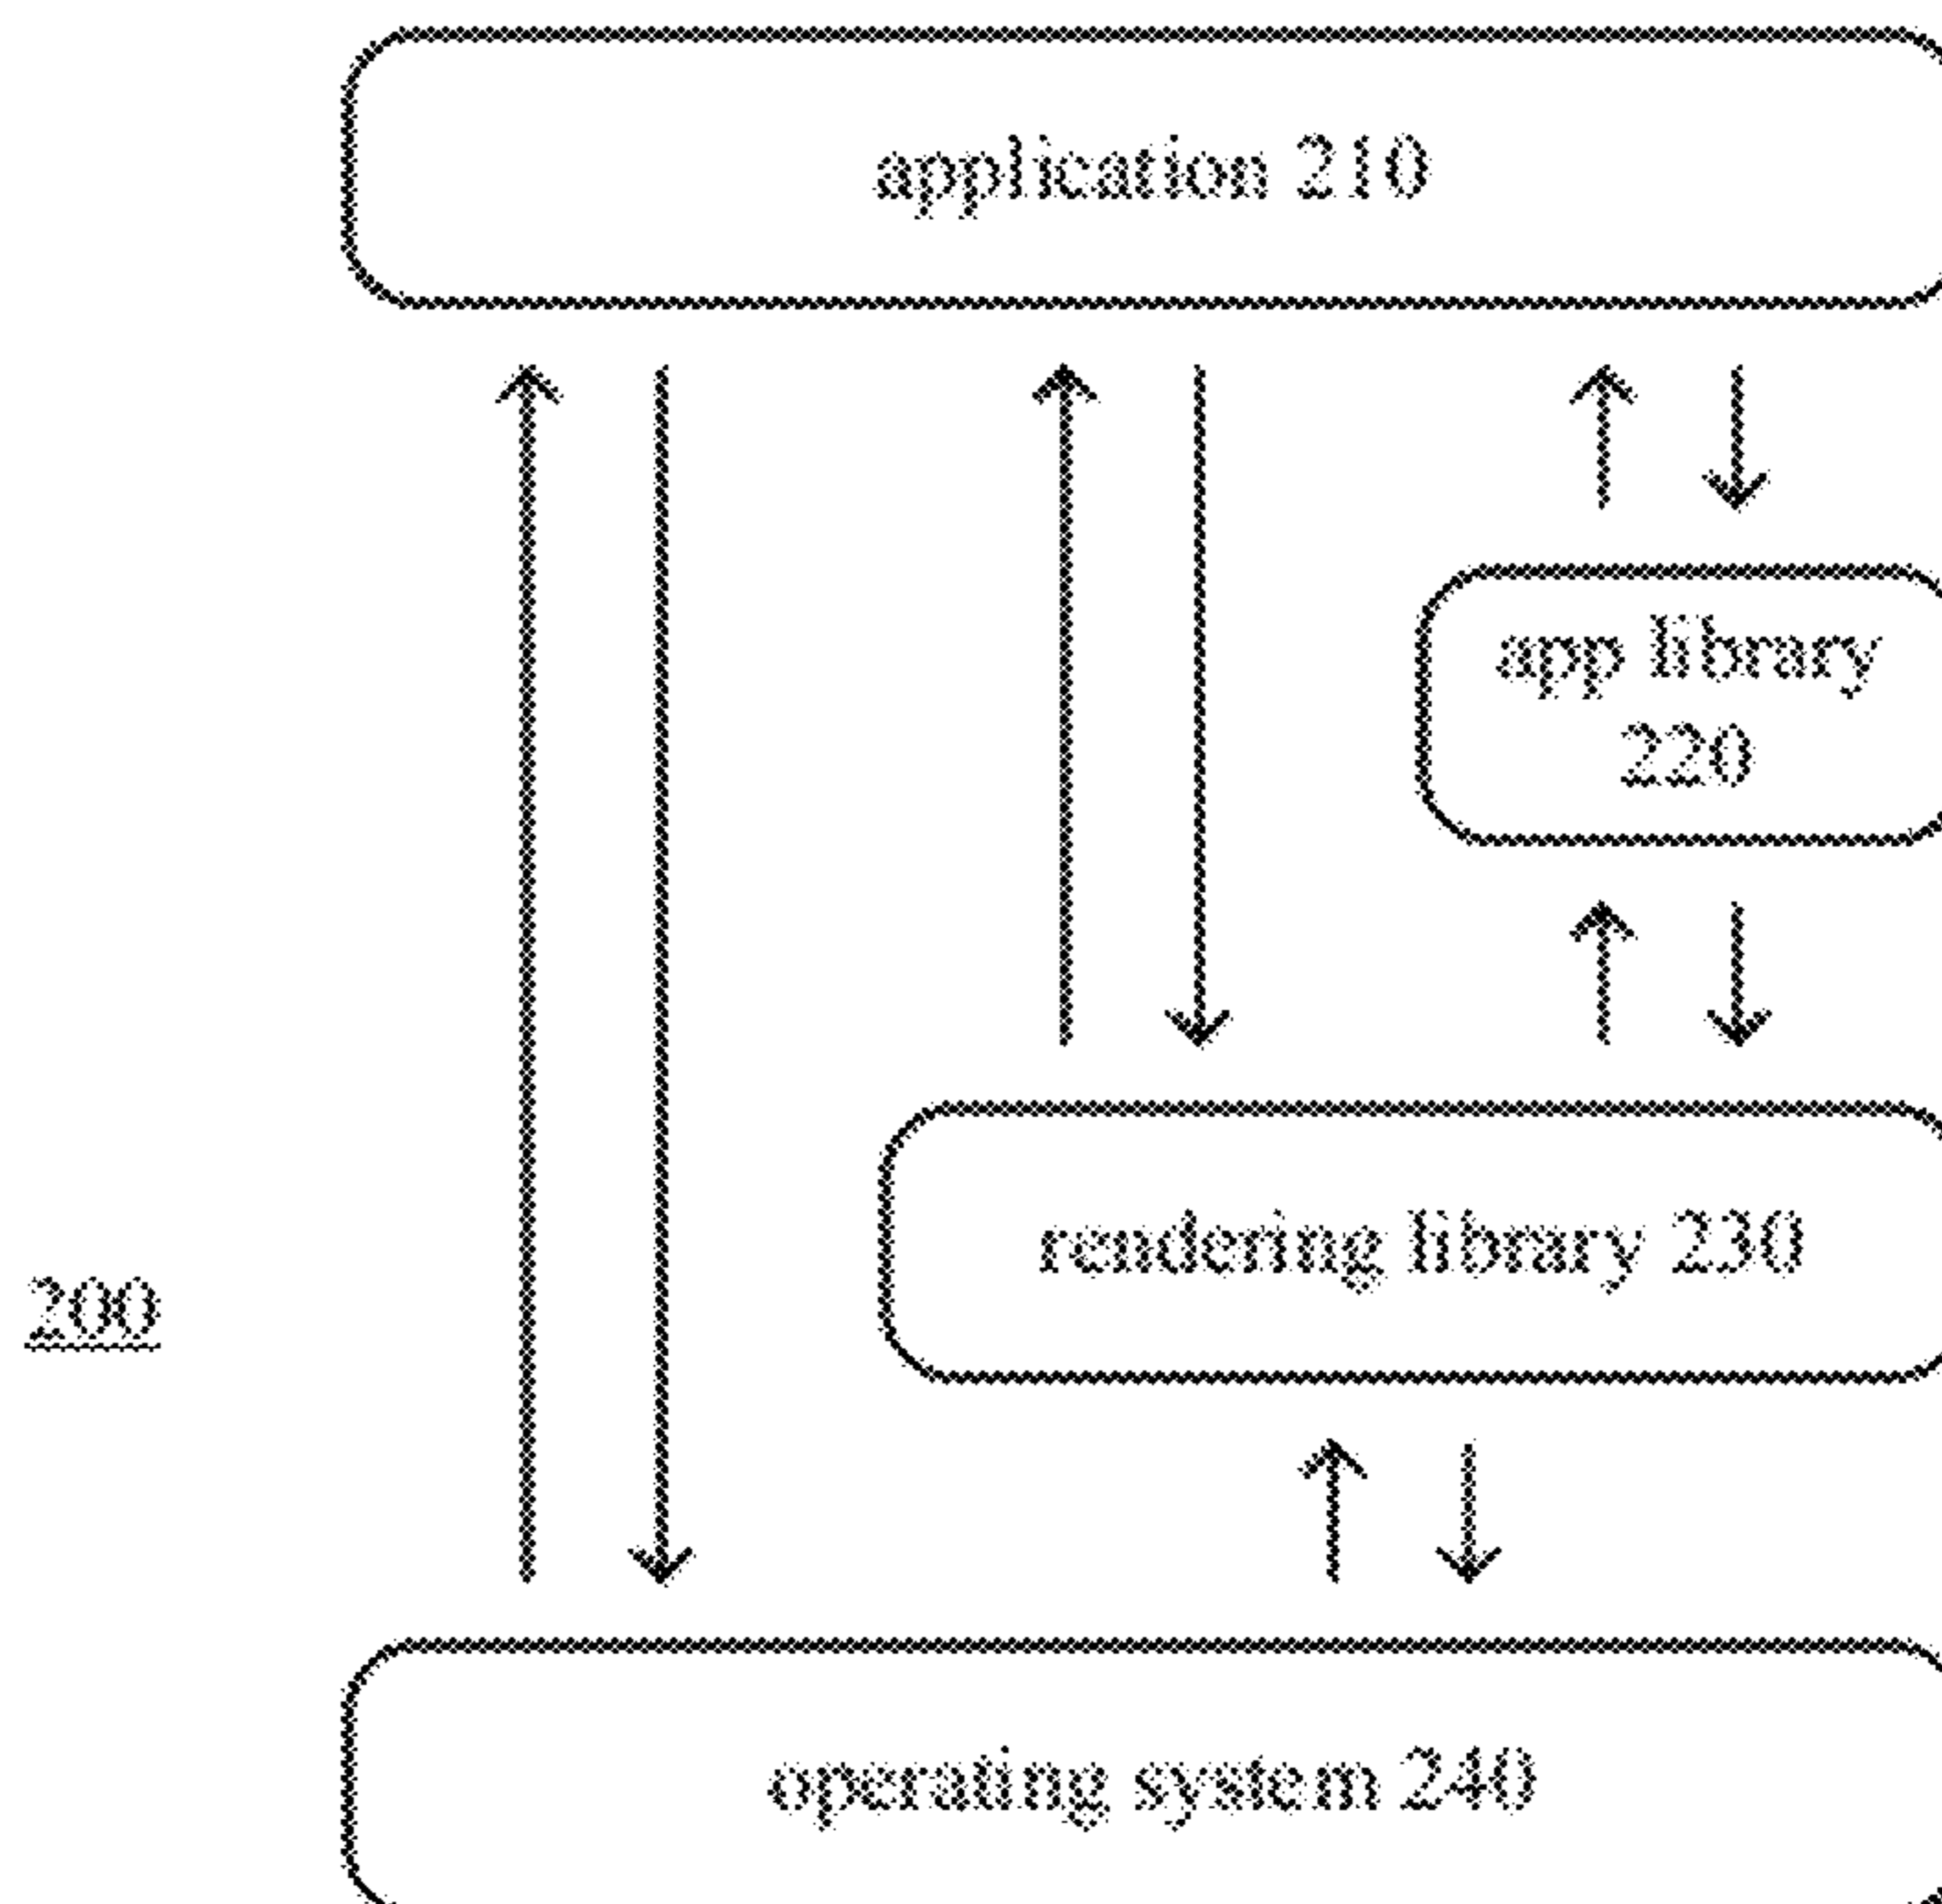 application 210
app library
220
rendering library 230
200
operating system 240